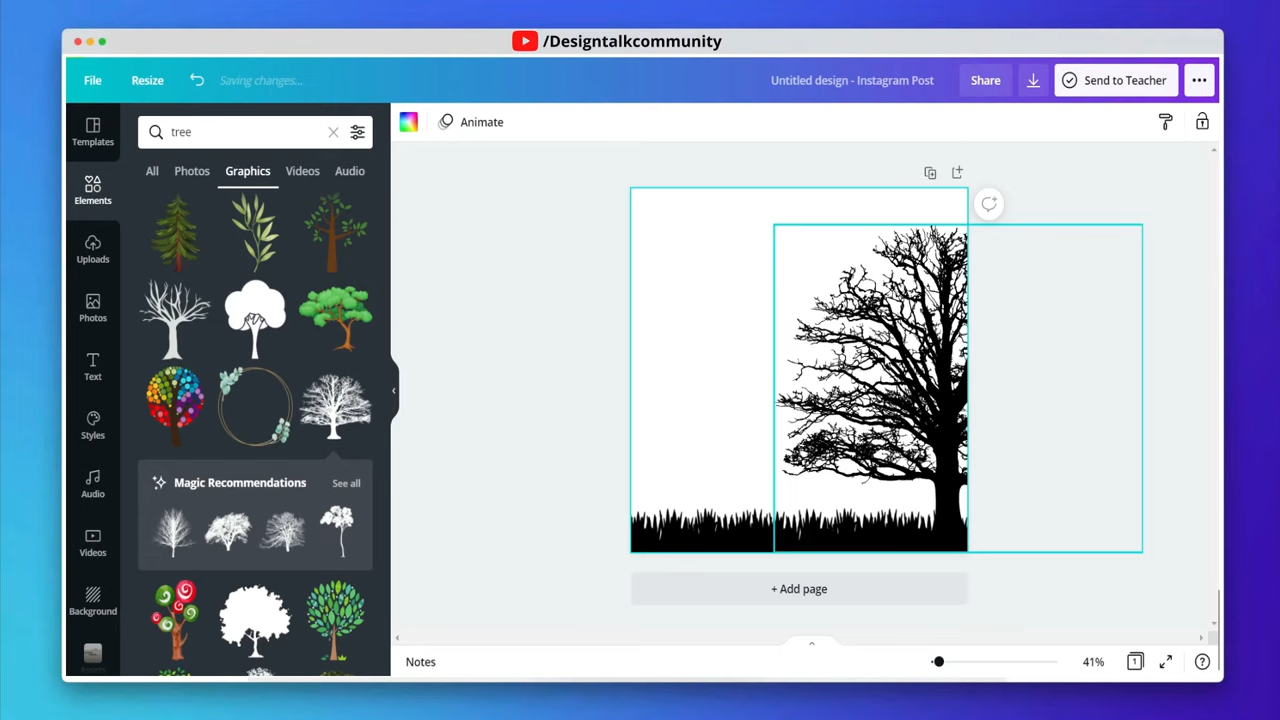 /Designtalkcommunity
File
Resize
Saving changes...
Untitled design - Instagram Post
Share
Send to Teacher
Templates
Elements
Uploads
Photos
Text
Styles
Audio
Videos
Background
tree
All
Photos
Graphics
Videos
Audio
Magic Recommendations
See all
Animate
+ Add page
Notes
41%
1